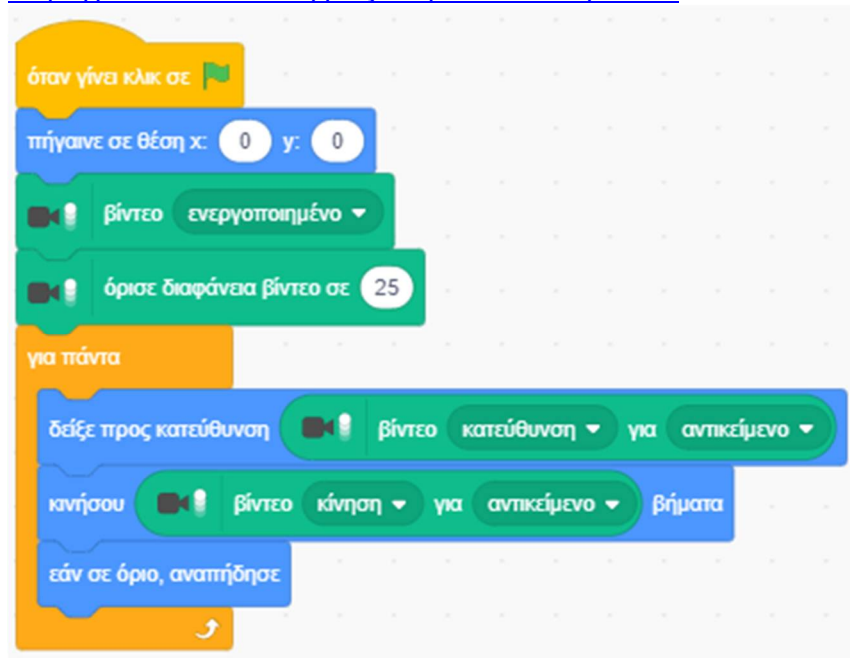 όταν γίνει κλικ σε
πήγαινε σε θέση x: 0 y: 0
βίντεο ενεργοποιημένο
όρισε διαφάνεια βίντεο σε 25
για πάντα
δείξε προς κατεύθυνση βίντεο κατεύθυνση για αντικείμενο
κινήσου βίντεο κίνηση για αντικείμενο βήματα
εάν σε όριο, αναπήδησε